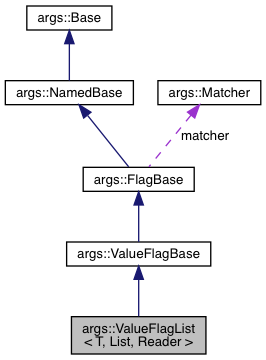 args::Base
args::NamedBase
args::Matcher
matcher
args::FlagBase
args::ValueFlagBase
args::ValueFlagList
< T, List, Reader >